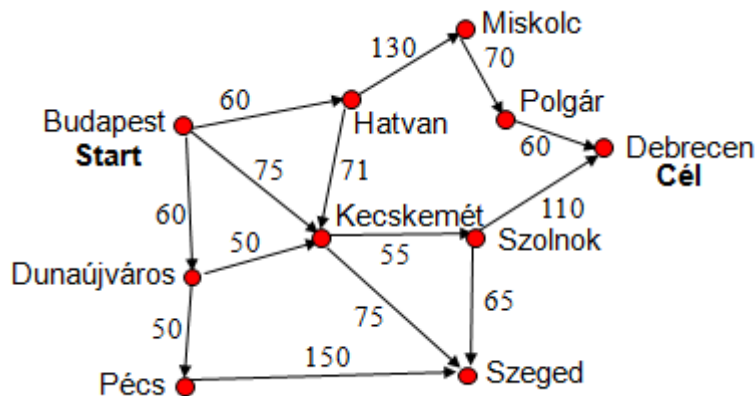 Miskolc
130
70
60
Polgár
Budapest
Hatvan
Debrecen
Start
Cél
75
71
60
Kecskemét
110
50
55
Szolnok
Dunaújváros
65
50
75
150
Pécs
Szeged